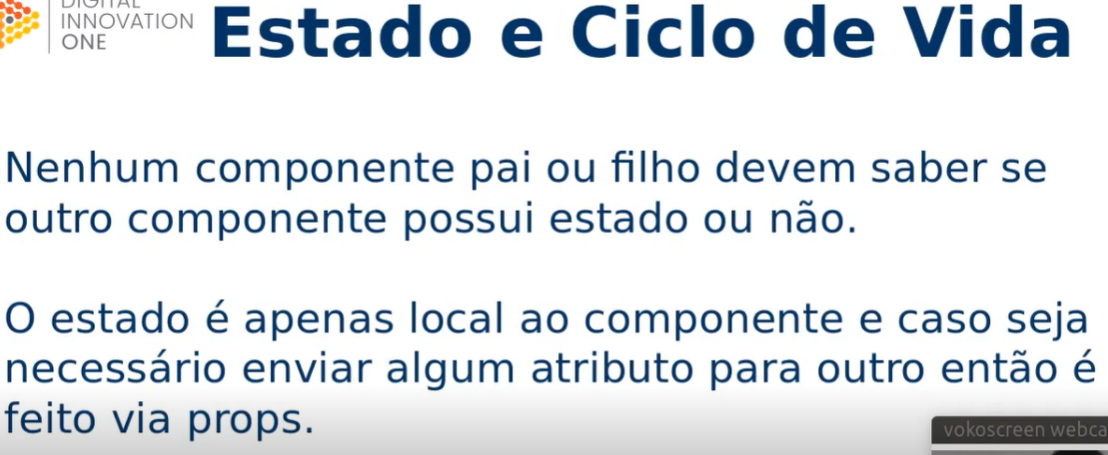 DIGITAL
INNOVATION
ONE
Estado e Ciclo de Vida
Nenhum componente pai ou filho devem saber se
outro componente possui estado ou não.
O estado é apenas local ao componente e caso seja
necessário enviar algum atributo para outro então é
feito via props.
vokoscreen webca